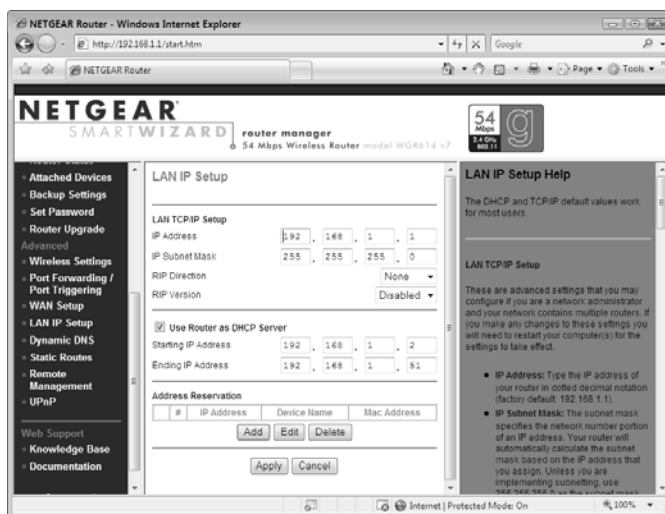 NETGEAR Router - Windows Internet Explorer
http://192.168.1.1/start.htm
Google
NETGEAR Router
Page
Tools
NETGEAR
SMARTWIZARD router manager
54 Mbps Wireless Router model WGR614 v7
54
Mbps
2.4 GHz
802.11
g
Attached Devices
Backup Settings
Set Password
Router Upgrade
Advanced
Wireless Settings
Port Forwarding /
Port Triggering
WAN Setup
LAN IP Setup
Dynamic DNS
Static Routes
Remote
Management
UPnP
Web Support
Knowledge Base
Documentation
LAN IP Setup
LAN TCP/IP Setup
IP Address 192 . 168 . 1 . 1
IP Subnet Mask 255 . 255 . 255 . 0
RIP Direction None
RIP Version Disabled
Use Router as DHCP Server
Starting IP Address 192 . 168 . 1 . 2
Ending IP Address 192 . 168 . 1 . 51
Address Reservation
# IP Address Device Name Mac Address
Add Edit Delete
Apply Cancel
LAN IP Setup Help
The DHCP and TCP/IP default values work
for most users.
LAN TCP/IP Setup
These are advanced settings that you may
configure if you are a network administrator
and your network contains multiple routers. If
you make any changes to these settings you
will need to restart your computer(s) for the
settings to take effect.
IP Address: Type the IP address of
your router in dotted decimal notation
(factory default: 192.168.1.1).
IP Subnet Mask: The subnet mask
specifies the network number portion
of an IP address. Your router will
automatically calculate the subnet
mask based on the IP address that
you assign. Unless you are
implementing subnetting, use
255.255.255.0 as the subnet mask
Internet | Protected Mode: On
100%